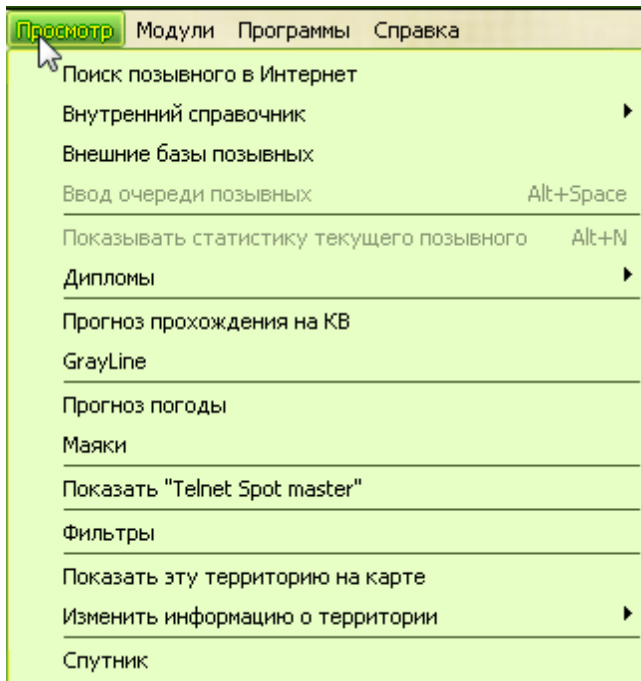 Просмотр Модули Программы Справка
Поиск позывного в Интернет
Внутренний справочник
Внешние базы позывных
Ввод очереди позывных Alt+Space
Показывать статистику текущего позывного Alt+N
Дипломы
Прогноз прохождения на КВ
GrayLine
Прогноз погоды
Маяки
Показать "Telnet Spot master"
Фильтры
Показать эту территорию на карте
Изменить информацию о территории
Спутник